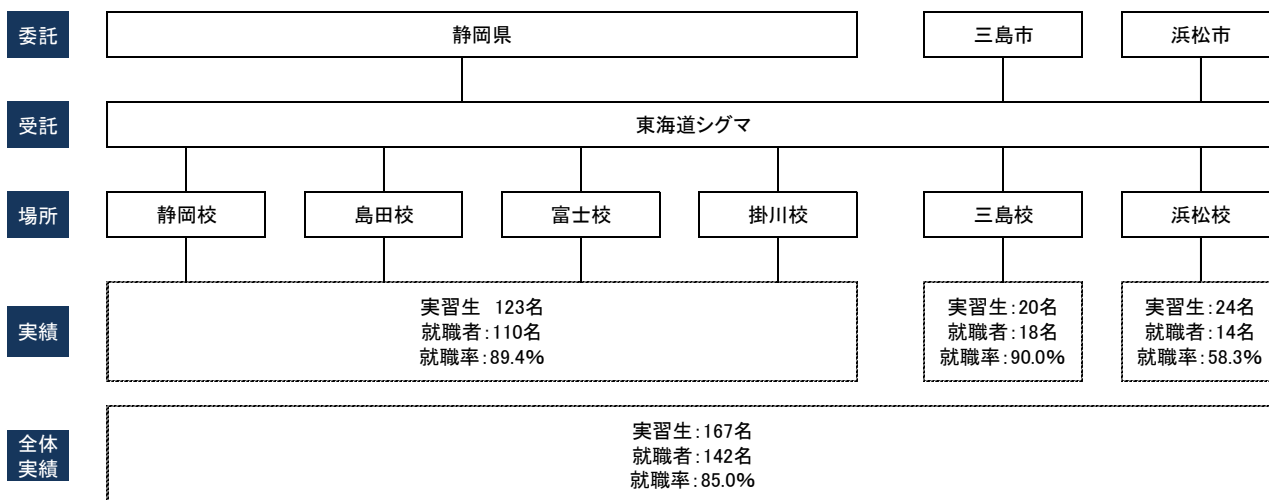 委託
静岡県
三島市
浜松市
受託
東海道シグマ
場所
静岡校
島田校
富士校
掛川校
三島校
浜松校
実績
実習生 123名
就職者:110名
就職率:89.4%
実習生:20名
就職者:18名
就職率:90.0%
実習生:24名
就職者:14名
就職率:58.3%
全体
実績
実習生:167名
就職者:142名
就職率:85.0%